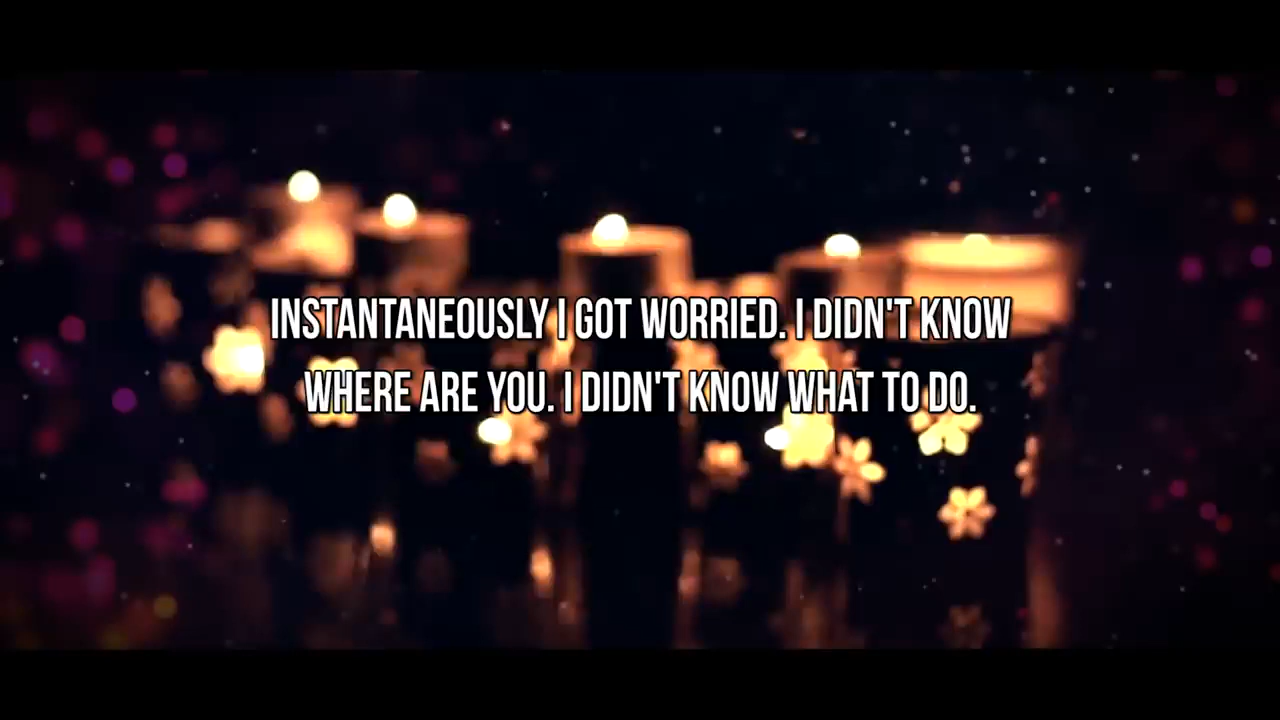 INSTANTANEOUSLY I GOT WORRIED. I DIDN'T KNOW
WHERE ARE YOU. I DIDN'T KNOW WHAT TO DO.